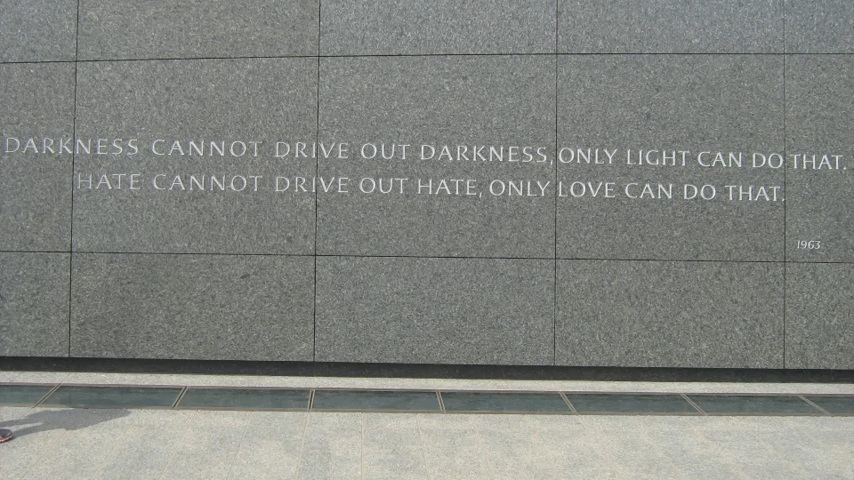 DARKNESS CANNOT DRIVE OUT DARKNESS, ONLY LIGHT CAN DO THAT.
HATE CANNOT DRIVE OUT HATE, ONLY LOVE CAN DO THAT.
1963